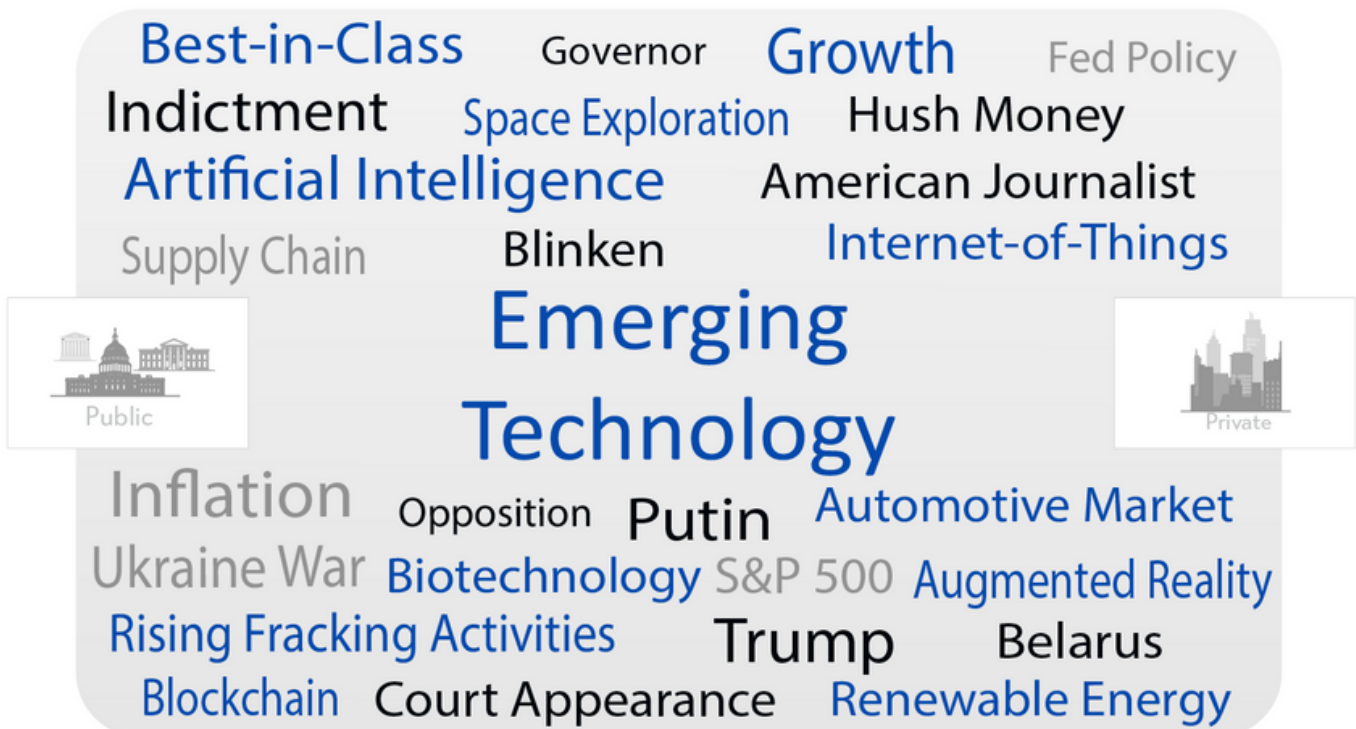 Best-in-Class Governor Growth Fed Policy
Indictment Space Exploration Hush Money
Artificial Intelligence American Journalist
Supply Chain Blinken Internet-of-Things
Emerging
Technology
Public
Private
Inflation Opposition Putin Automotive Market
Ukraine War Biotechnology S&P 500 Augmented Reality
Rising Fracking Activities Trump Belarus
Blockchain Court Appearance Renewable Energy